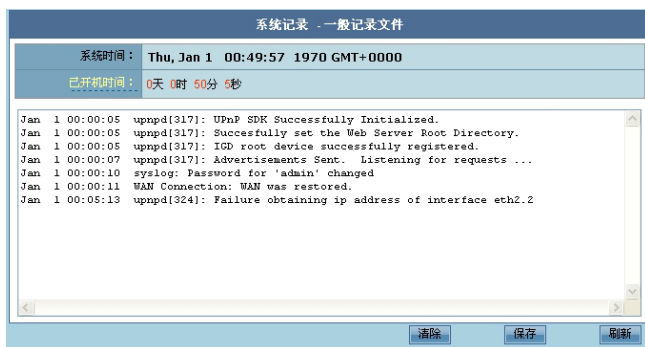 系统记录 - 一般记录文件
系统时间： Thu, Jan 1 00:49:57 1970 GMT+0000
已开机时间： 0天 0时 50分 5秒
Jan 1 00:00:05 upnpd[317]: UPnP SDK Successfully Initialized.
Jan 1 00:00:05 upnpd[317]: Succesfully set the Web Server Root Directory.
Jan 1 00:00:05 upnpd[317]: IGD root device successfully registered.
Jan 1 00:00:07 upnpd[317]: Advertisements Sent. Listening for requests ...
Jan 1 00:00:10 syslog: Password for 'admin' changed
Jan 1 00:00:11 WAN Connection: WAN was restored.
Jan 1 00:05:13 upnpd[324]: Failure obtaining ip address of interface eth2.2
清除 保存 刷新